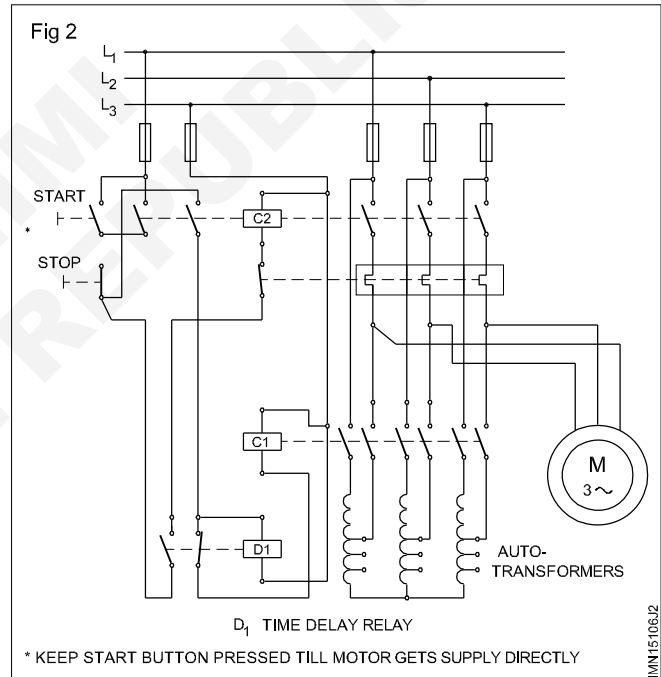 Fig 2
L1
L2
L3
START
*
STOP
C2
C1
D1
M
3~
AUTO-
TRANSFORMERS
D1 TIME DELAY RELAY
* KEEP START BUTTON PRESSED TILL MOTOR GETS SUPPLY DIRECTLY